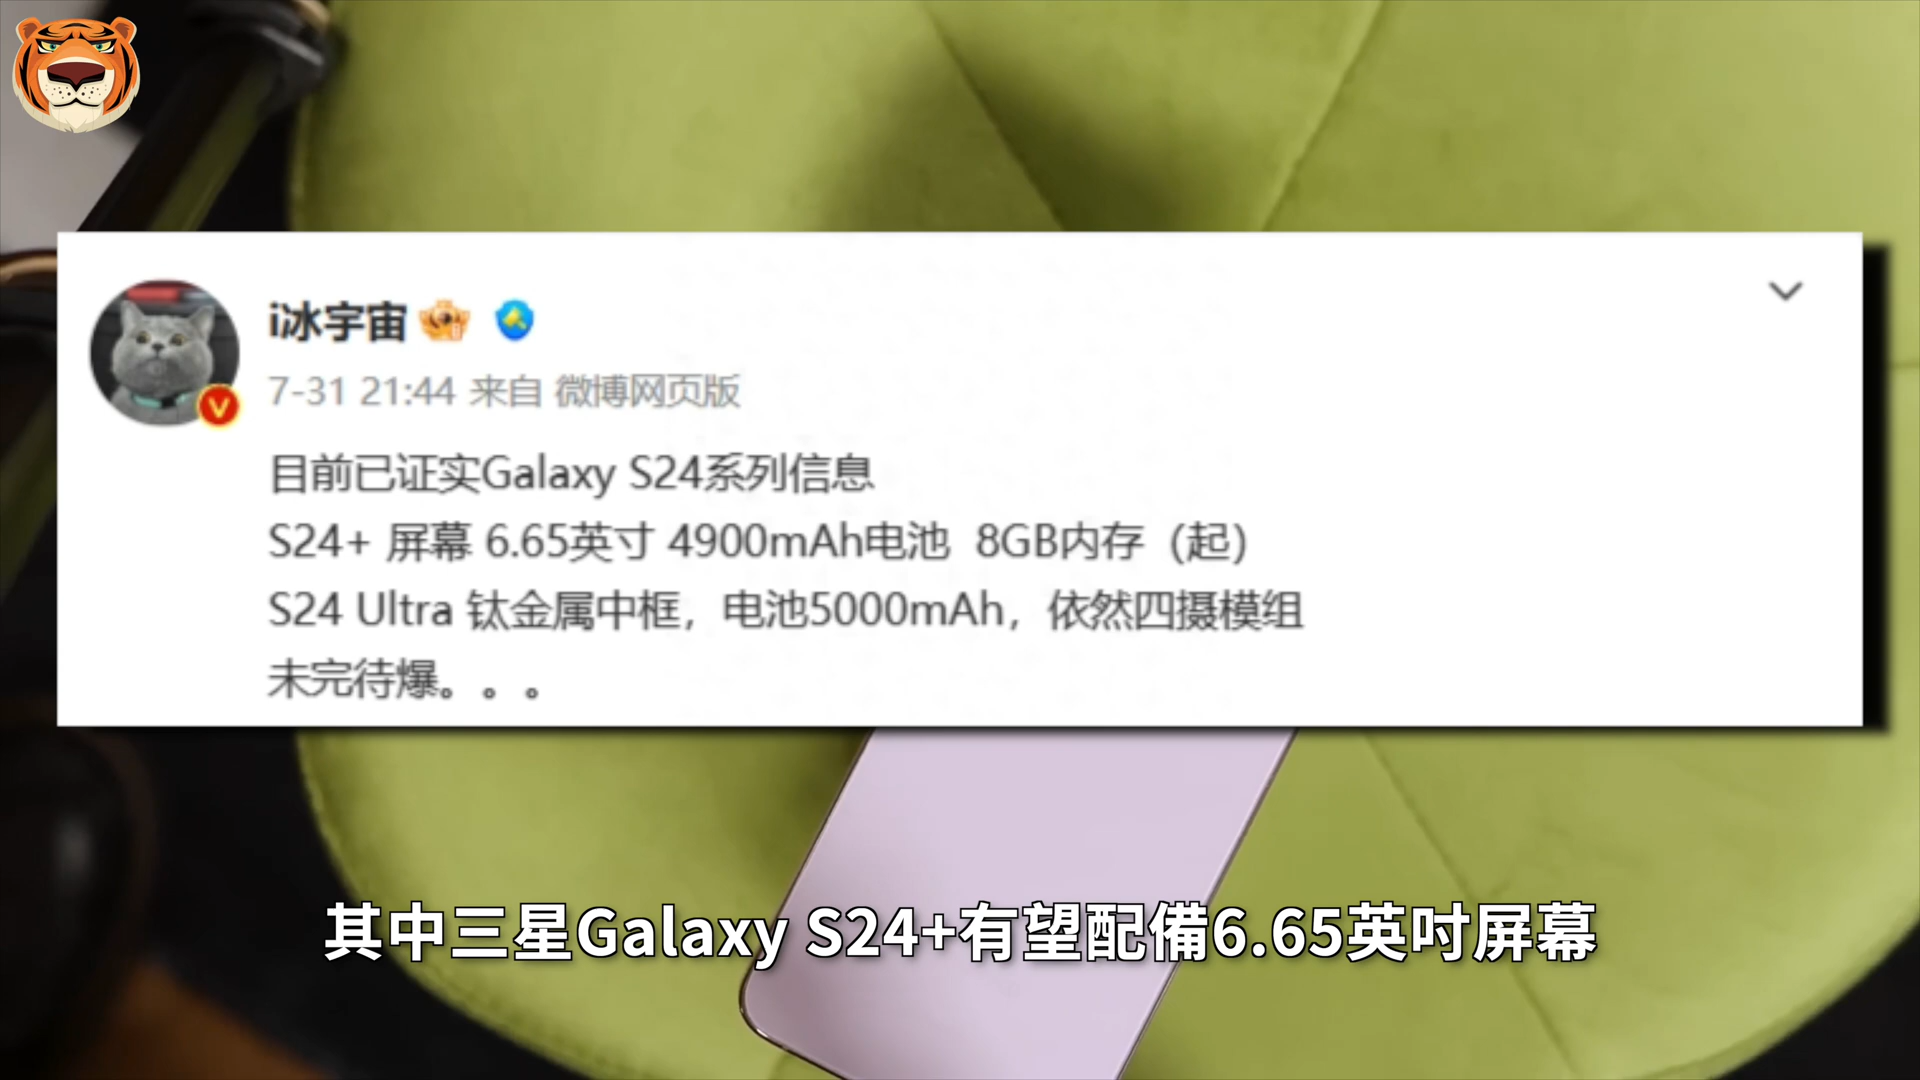 i冰宇宙
7-31 21:44 来自 微博网页版
目前已证实Galaxy S24系列信息
S24+ 屏幕 6.65英寸 4900mAh电池 8GB内存（起）
S24 Ultra 钛金属中框，电池5000mAh，依然四摄模组
未完待爆。。。
其中三星Galaxy S24+有望配備6.65英吋屏幕